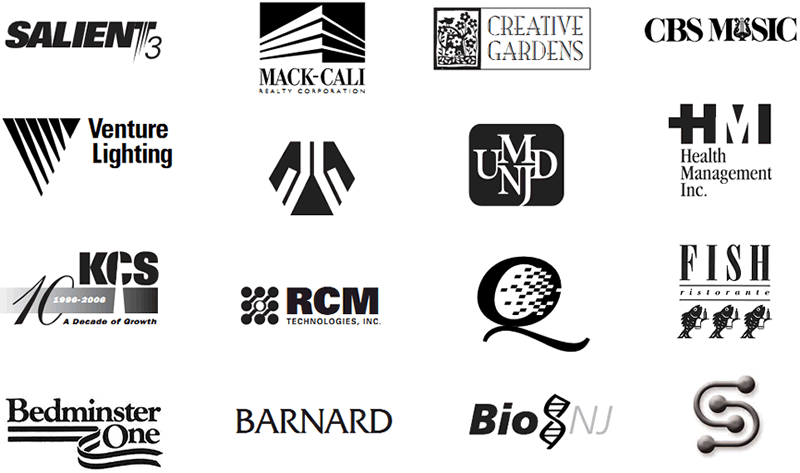 SALIENT 3
MACK-CALI
REALTY CORPORATION
CREATIVE
GARDENS
CBS MUSIC
Venture
Lighting
UMDNJ
HM
Health
Management
Inc.
KCS
10
1996-2006
A Decade of Growth
RCM
TECHNOLOGIES, INC.
Q
FISH
ristorante
Bedminster
One
BARNARD
BioNJ
S